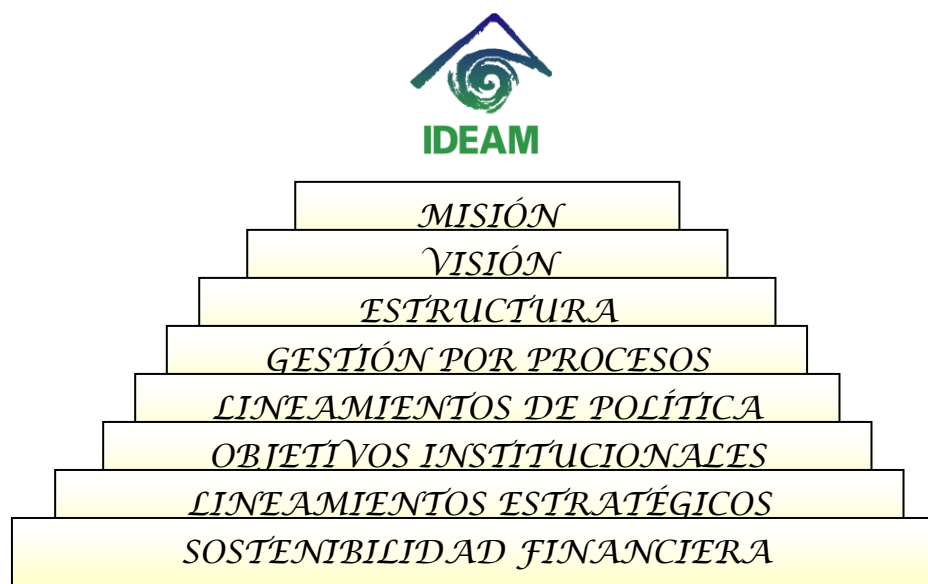 IDEAM
MISIÓN
VISIÓN
ESTRUCTURA
GESTIÓN POR PROCESOS
LINEAMIENTOS DE POLÍTICA
OBJETIVOS INSTITUCIONALES
LINEAMIENTOS ESTRATÉGICOS
SOSTENIBILIDAD FINANCIERA